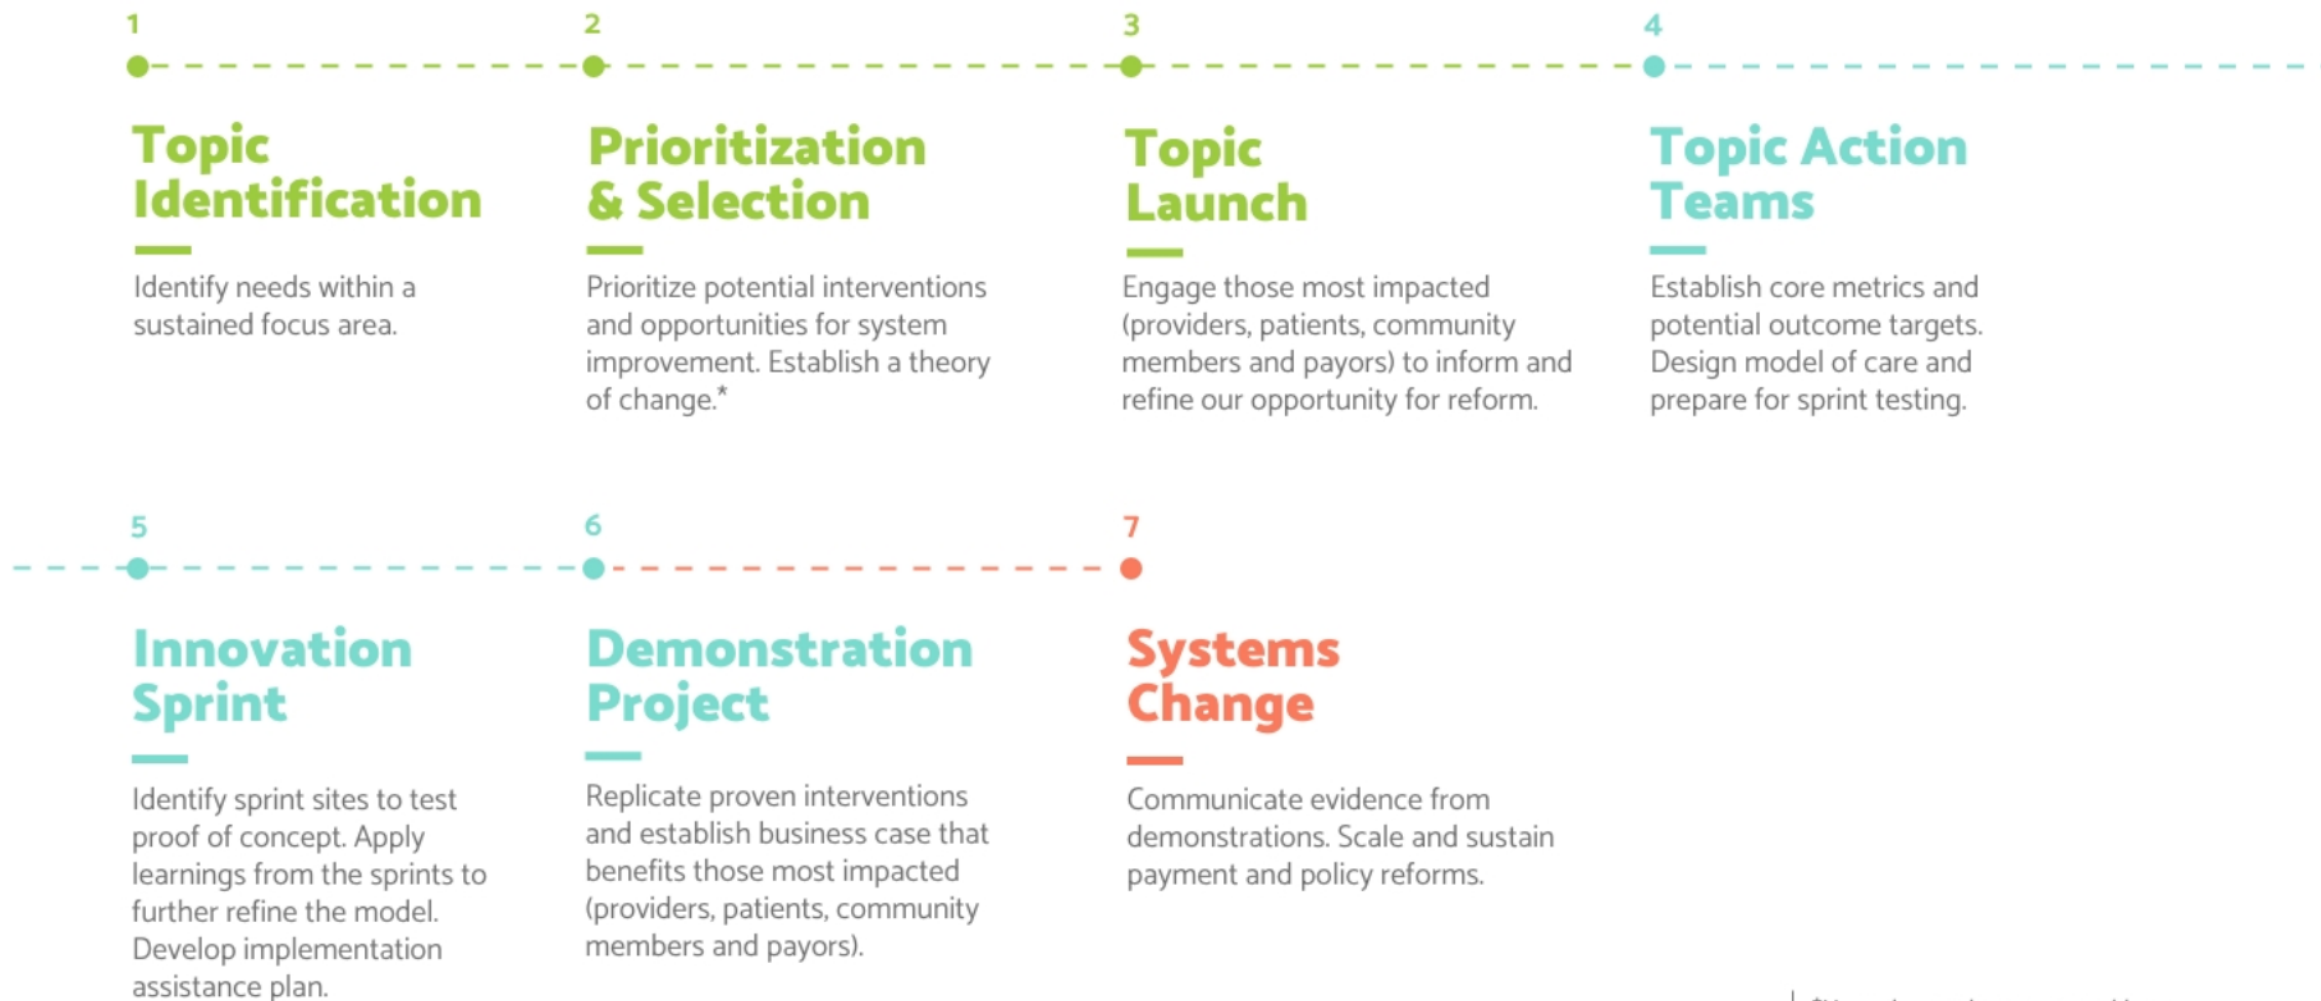 1
2
3
4
Topic
Identification
Identify needs within a
sustained focus area.
Prioritization
& Selection
Prioritize potential interventions
and opportunities for system
improvement. Establish a theory
of change.*
Topic
Launch
Engage those most impacted
(providers, patients, community
members and payors) to inform and
refine our opportunity for reform.
Topic Action
Teams
Establish core metrics and
potential outcome targets.
Design model of care and
prepare for sprint testing.
5
6
7
Innovation
Sprint
Identify sprint sites to test
proof of concept. Apply
learnings from the sprints to
further refine the model.
Develop implementation
assistance plan.
Demonstration
Project
Replicate proven interventions
and establish business case that
benefits those most impacted
(providers, patients, community
members and payors).
Systems
Change
Communicate evidence from
demonstrations. Scale and sustain
payment and policy reforms.